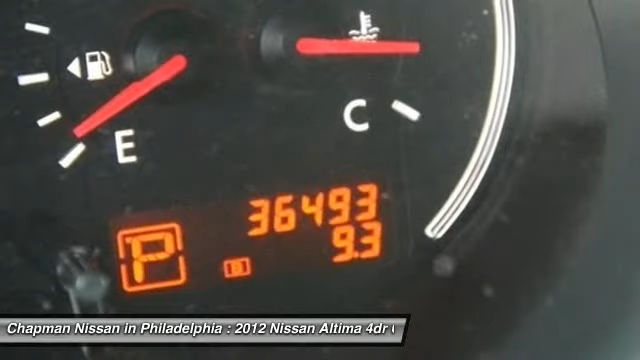 E
C
36493
P B 9.3
Chapman Nissan in Philadelphia : 2012 Nissan Altima 4dr